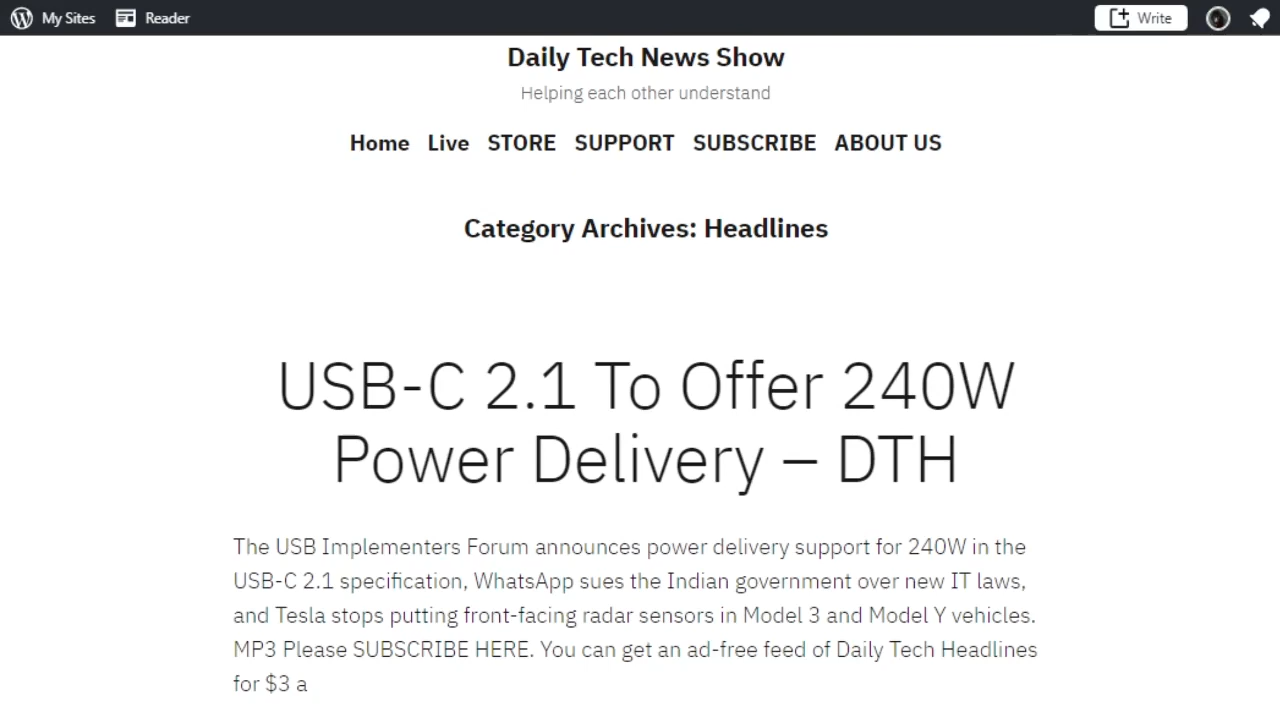 My Sites Reader Write
Daily Tech News Show
Helping each other understand
Home Live STORE SUPPORT SUBSCRIBE ABOUT US
Category Archives: Headlines
USB-C 2.1 To Offer 240W
Power Delivery – DTH
The USB Implementers Forum announces power delivery support for 240W in the
USB-C 2.1 specification, WhatsApp sues the Indian government over new IT laws,
and Tesla stops putting front-facing radar sensors in Model 3 and Model Y vehicles.
MP3 Please SUBSCRIBE HERE. You can get an ad-free feed of Daily Tech Headlines
for $3 a